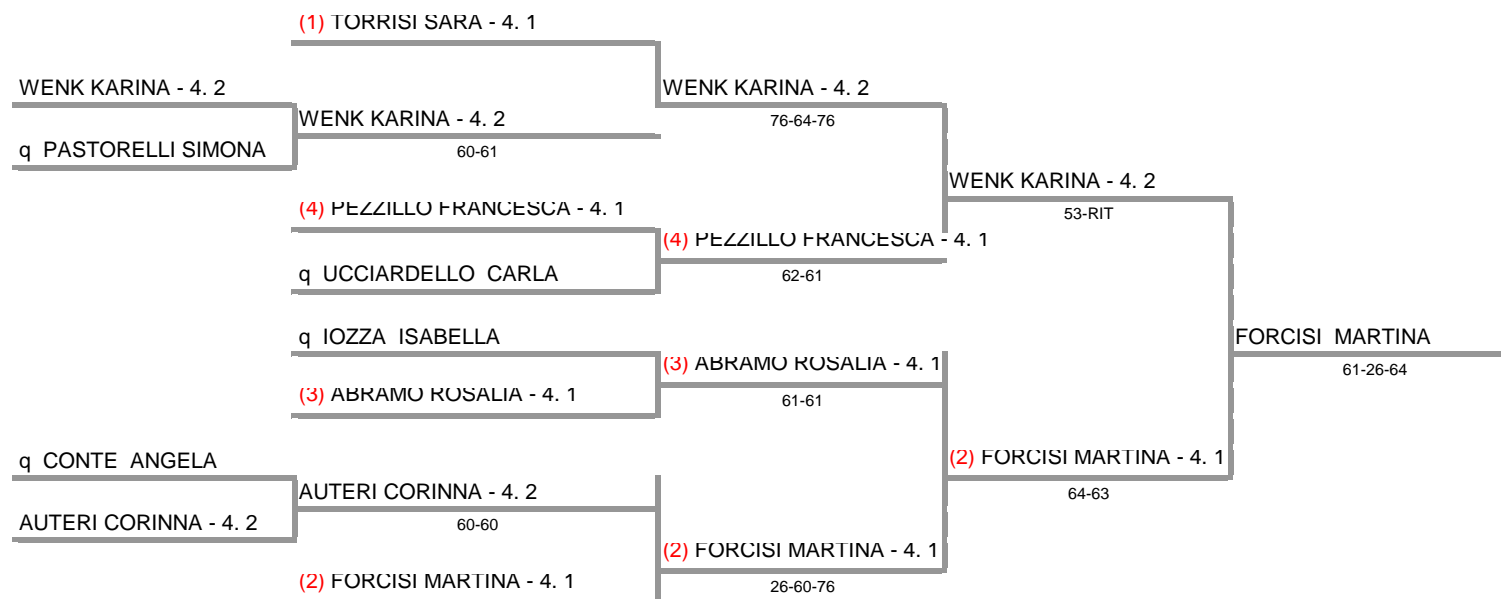 (1) TORRISI SARA - 4. 1
WENK KARINA - 4. 2
q PASTORELLI SIMONA
WENK KARINA - 4. 2
60-61
WENK KARINA - 4. 2
76-64-76
(4) PEZZILLO FRANCESCA - 4. 1
q UCCIARDELLO CARLA
(4) PEZZILLO FRANCESCA - 4. 1
62-61
WENK KARINA - 4. 2
53-RIT
q IOZZA ISABELLA
(3) ABRAMO ROSALIA - 4. 1
(3) ABRAMO ROSALIA - 4. 1
61-61
q CONTE ANGELA
AUTERI CORINNA - 4. 2
AUTERI CORINNA - 4. 2
60-60
(2) FORCISI MARTINA - 4. 1
(2) FORCISI MARTINA - 4. 1
26-60-76
(2) FORCISI MARTINA - 4. 1
64-63
FORCISI MARTINA
61-26-64